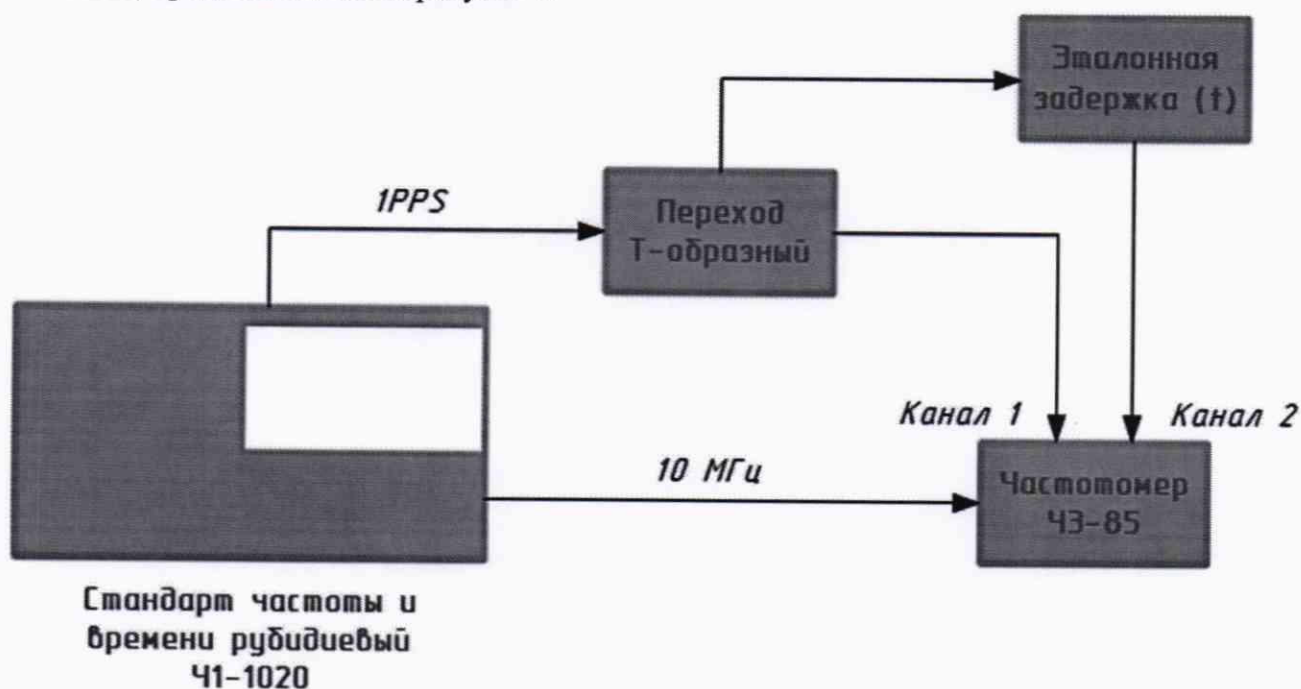 Эталонная
задержка (t)
1PPS
Переход
Т-образный
Канал 1
Канал 2
10 МГц
Частотомер
Ч3-85
Стандарт частоты и
времени рубидиевый
Ч1-1020